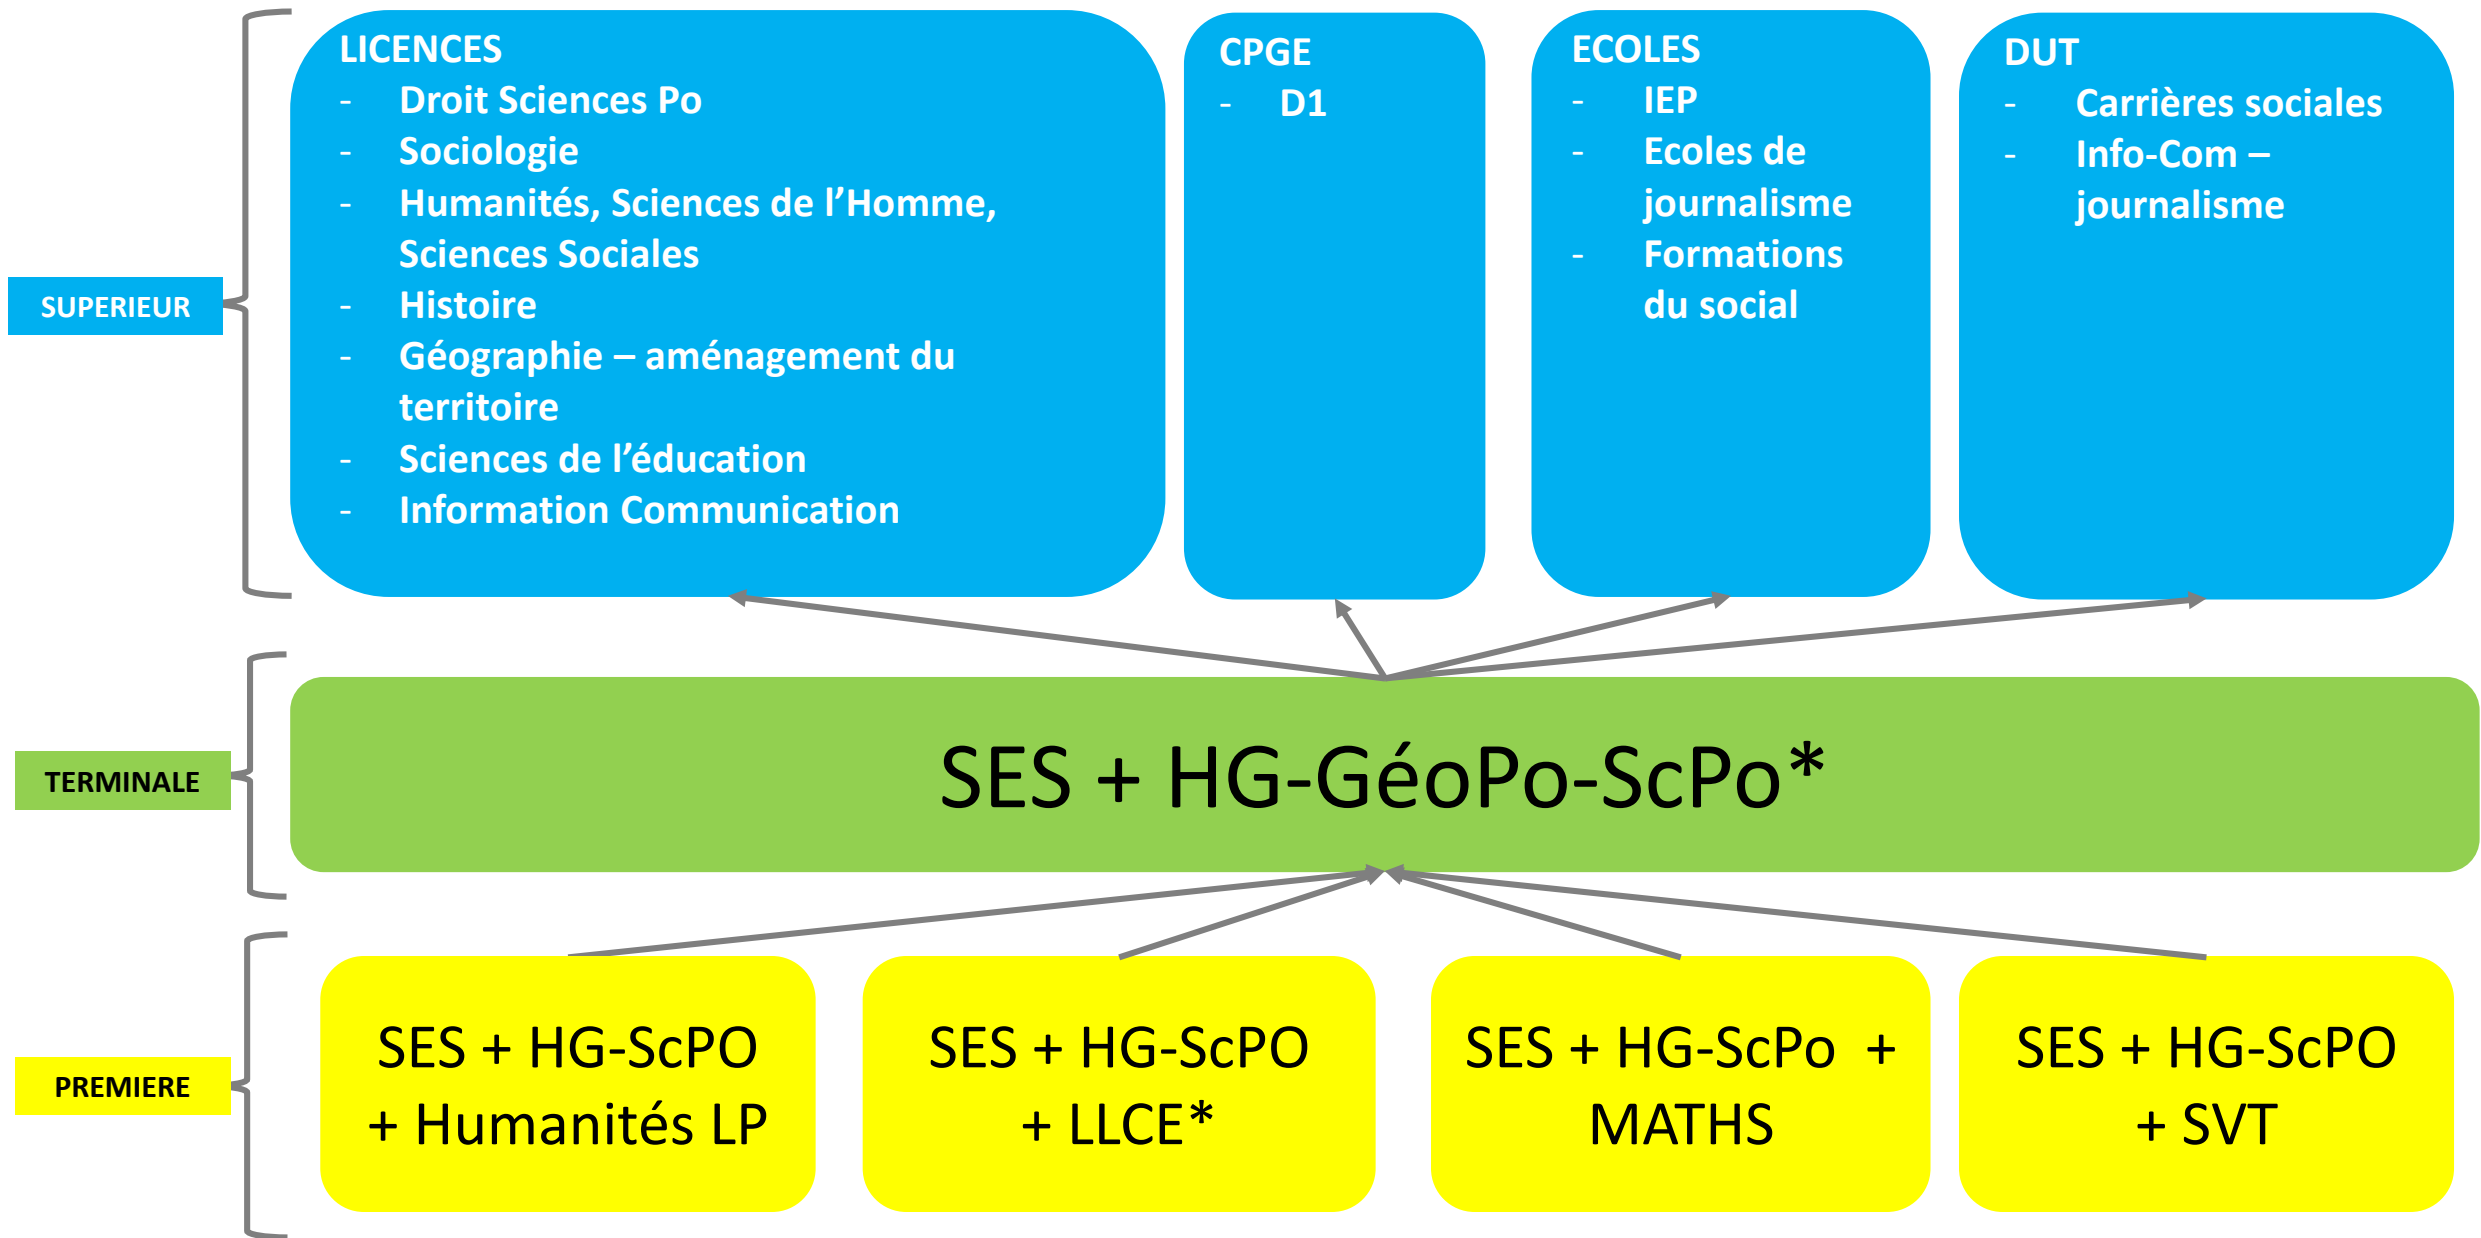 LICENCES
- Droit Sciences Po
- Sociologie
- Humanités, Sciences de l’Homme,
Sciences Sociales
- Histoire
- Géographie – aménagement du
territoire
- Sciences de l’éducation
- Information Communication
CPGE
- D1
ECOLES
- IEP
- Ecoles de
journalisme
- Formations
du social
DUT
- Carrières sociales
- Info-Com –
journalisme
SUPERIEUR
TERMINALE
SES + HG-GéoPo-ScPo*
PREMIERE
SES + HG-ScPO
+ Humanités LP
SES + HG-ScPO
+ LLCE*
SES + HG-ScPo +
MATHS
SES + HG-ScPO
+ SVT